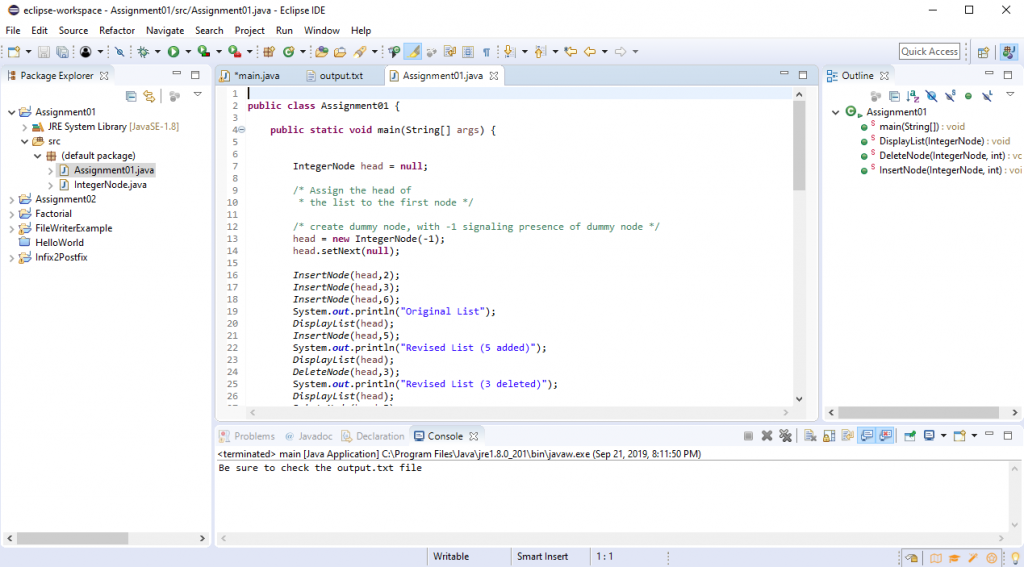 eclipse-workspace - Assignment01/src/Assignment01.java - Eclipse IDE
File Edit Source Refactor Navigate Search Project Run Window Help
Quick Access
Package Explorer
Assignment01
JRE System Library [JavaSE-1.8]
src
(default package)
Assignment01.java
IntegerNode.java
Assignment02
Factorial
FileWriterExample
HelloWorld
Infix2Postfix
*main.java output.txt Assignment01.java
1
2 public class Assignment01 {
3
4 public static void main(String[] args) {
5
6
7 IntegerNode head = null;
8
9 /* Assign the head of
10 * the list to the first node */
11
12 /* create dummy node, with -1 signaling presence of dummy node */
13 head = new IntegerNode(-1);
14 head.setNext(null);
15
16 InsertNode(head,2);
17 InsertNode(head,3);
18 InsertNode(head,6);
19 System.out.println("Original List");
20 DisplayList(head);
21 InsertNode(head,5);
22 System.out.println("Revised List (5 added)");
23 DisplayList(head);
24 DeleteNode(head,3);
25 System.out.println("Revised List (3 deleted)");
26 DisplayList(head);
Outline
Assignment01
main(String[]) : void
DisplayList(IntegerNode) : void
DeleteNode(IntegerNode, int) : vc
InsertNode(IntegerNode, int) : voi
Problems @ Javadoc Declaration Console
<terminated> main [Java Application] C:\Program Files\Java\jre1.8.0_201\bin\javaw.exe (Sep 21, 2019, 8:11:50 PM)
Be sure to check the output.txt file
Writable Smart Insert 1 : 1